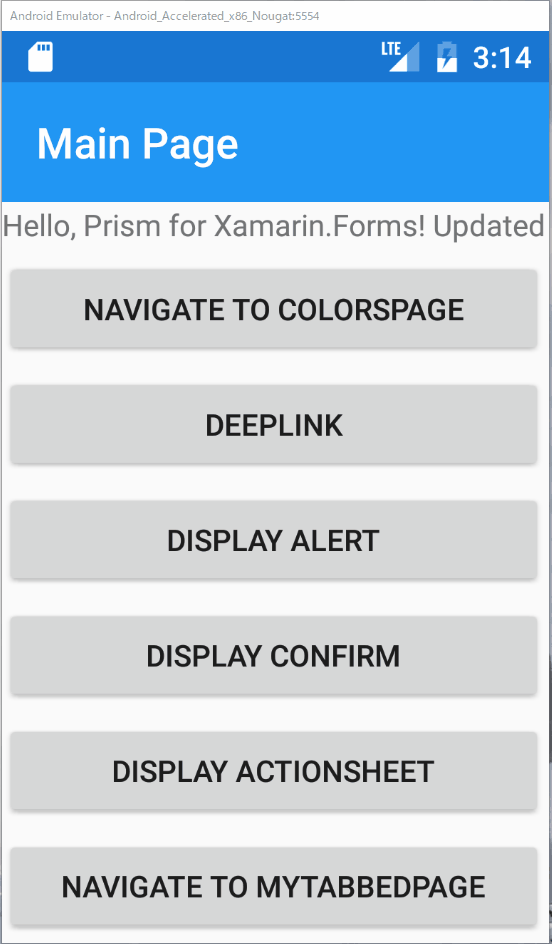 Android Emulator - Android_Accelerated_x86_Nougat:5554
LTE 3:14
Main Page
Hello, Prism for Xamarin.Forms! Updated
NAVIGATE TO COLORSPAGE
DEEPLINK
DISPLAY ALERT
DISPLAY CONFIRM
DISPLAY ACTIONSHEET
NAVIGATE TO MYTABBEDPAGE